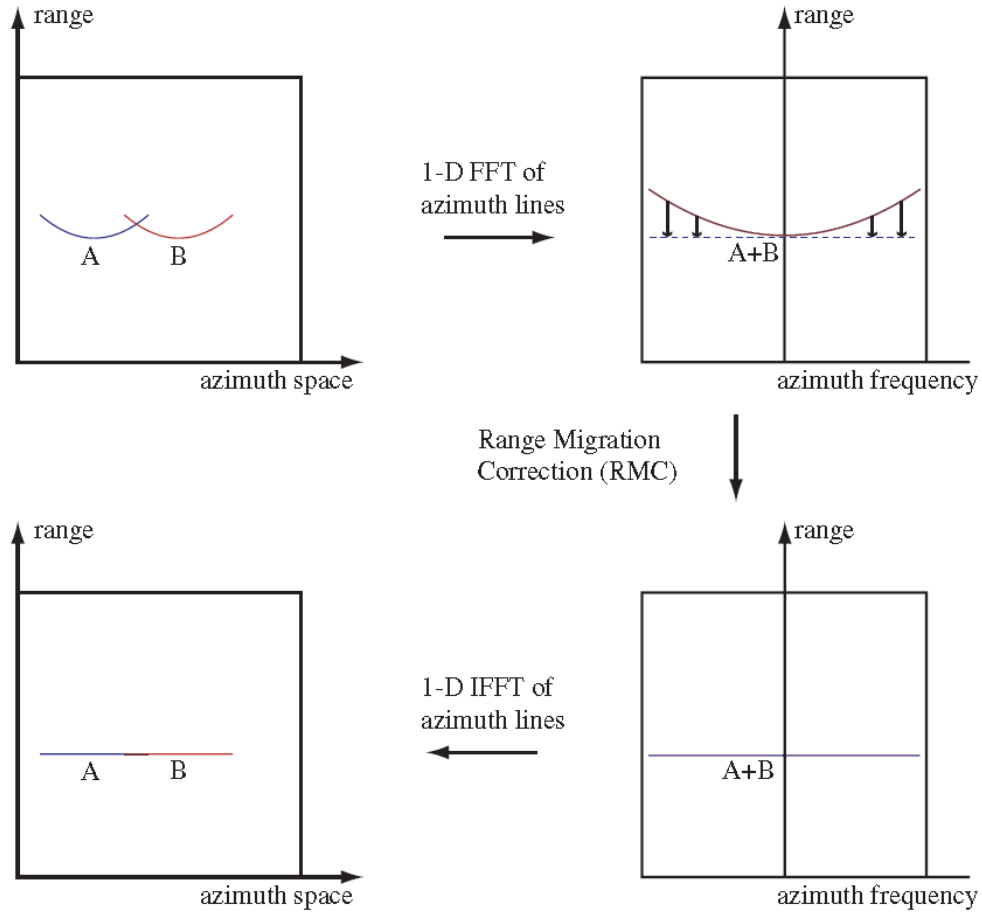 range
A
B
azimuth space
1-D FFT of
azimuth lines
range
A+B
azimuth frequency
Range Migration
Correction (RMC)
range
A
B
azimuth space
1-D IFFT of
azimuth lines
range
A+B
azimuth frequency